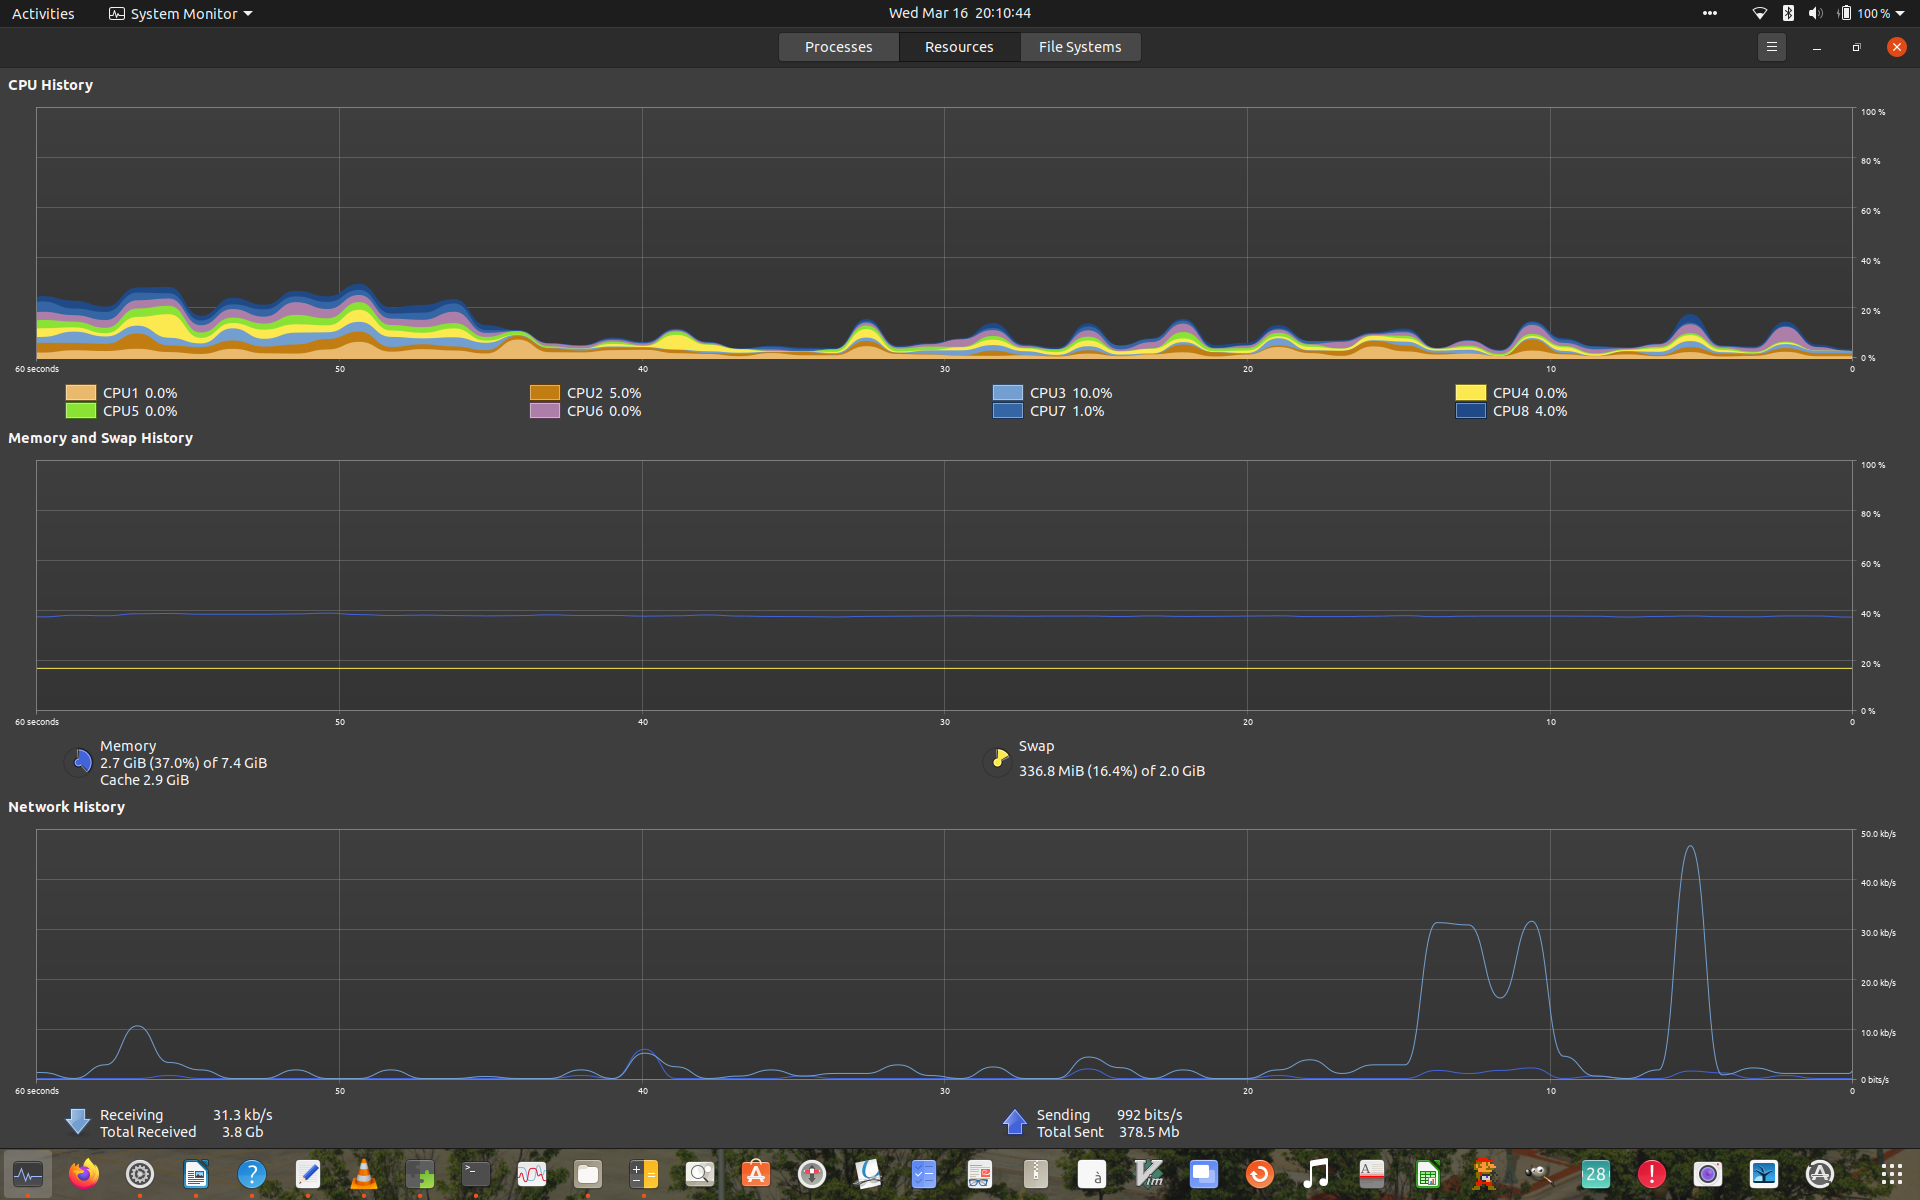 Activities System Monitor Wed Mar 16 20:10:44 100 %
Processes Resources File Systems
CPU History
100 %
80 %
60 %
40 %
20 %
0 %
60 seconds 50 40 30 20 10 0
CPU1 0.0% CPU2 5.0% CPU3 10.0% CPU4 0.0%
CPU5 0.0% CPU6 0.0% CPU7 1.0% CPU8 4.0%
Memory and Swap History
100 %
80 %
60 %
40 %
20 %
0 %
60 seconds 50 40 30 20 10 0
Memory
2.7 GiB (37.0%) of 7.4 GiB
Cache 2.9 GiB
Swap
336.8 MiB (16.4%) of 2.0 GiB
Network History
50.0 kb/s
40.0 kb/s
30.0 kb/s
20.0 kb/s
10.0 kb/s
0 bits/s
60 seconds 50 40 30 20 10 0
Receiving 31.3 kb/s Sending 992 bits/s
Total Received 3.8 Gb Total Sent 378.5 Mb
? >_ à Vim A 28 !